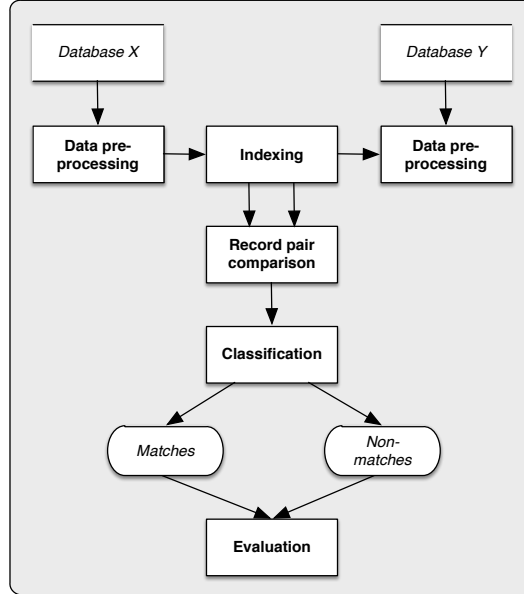 Database X
Database Y
Data pre-
processing
Indexing
Data pre-
processing
Record pair
comparison
Classification
Matches
Non-
matches
Evaluation